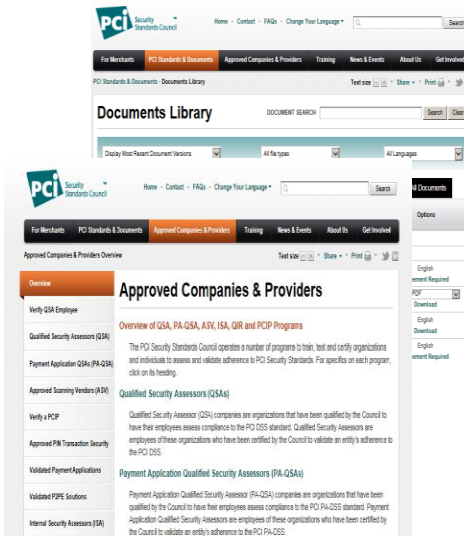 PCI Security Standards Council ™
Home - Contact - FAQs - Change Your Language
Search
For Merchants PCI Standards & Documents Approved Companies & Providers Training News & Events About Us Get Involved
PCI Standards & Documents - Documents Library
Text size - + Share Print
Documents Library
DOCUMENT SEARCH
Search Clear
Display Most Recent Document Versions
All file types
All Languages
All Documents
Options
English
ement Required
PDF
Download
English
Download
English
ement Required
PCI Security Standards Council ™
Home - Contact - FAQs - Change Your Language
Search
For Merchants PCI Standards & Documents Approved Companies & Providers Training News & Events About Us Get Involved
Approved Companies & Providers Overview
Text size - + Share Print
Overview
Verify QSA Employee
Qualified Security Assessors (QSA)
Payment Application QSAs (PA-QSA)
Approved Scanning Vendors (ASV)
Verify a PCIP
Approved PIN Transaction Security
Validated Payment Applications
Validated P2PE Solutions
Internal Security Assessors (ISA)
Approved Companies & Providers
Overview of QSA, PA-QSA, ASV, ISA, QIR and PCIP Programs
The PCI Security Standards Council operates a number of programs to train, test and certify organizations
and individuals to assess and validate adherence to PCI Security Standards. For specifics on each program,
click on its heading.
Qualified Security Assessors (QSAs)
Qualified Security Assessor (QSA) companies are organizations that have been qualified by the Council to
have their employees assess compliance to the PCI DSS standard. Qualified Security Assessors are
employees of these organizations who have been certified by the Council to validate an entity's adherence to
the PCI DSS.
Payment Application Qualified Security Assessors (PA-QSAs)
Payment Application Qualified Security Assessor (PA-QSA) companies are organizations that have been
qualified by the Council to have their employees assess compliance to the PCI PA-DSS standard. Payment
Application Qualified Security Assessors are employees of these organizations who have been certified by
the Council to validate an entity's adherence to the PCI PA-DSS.